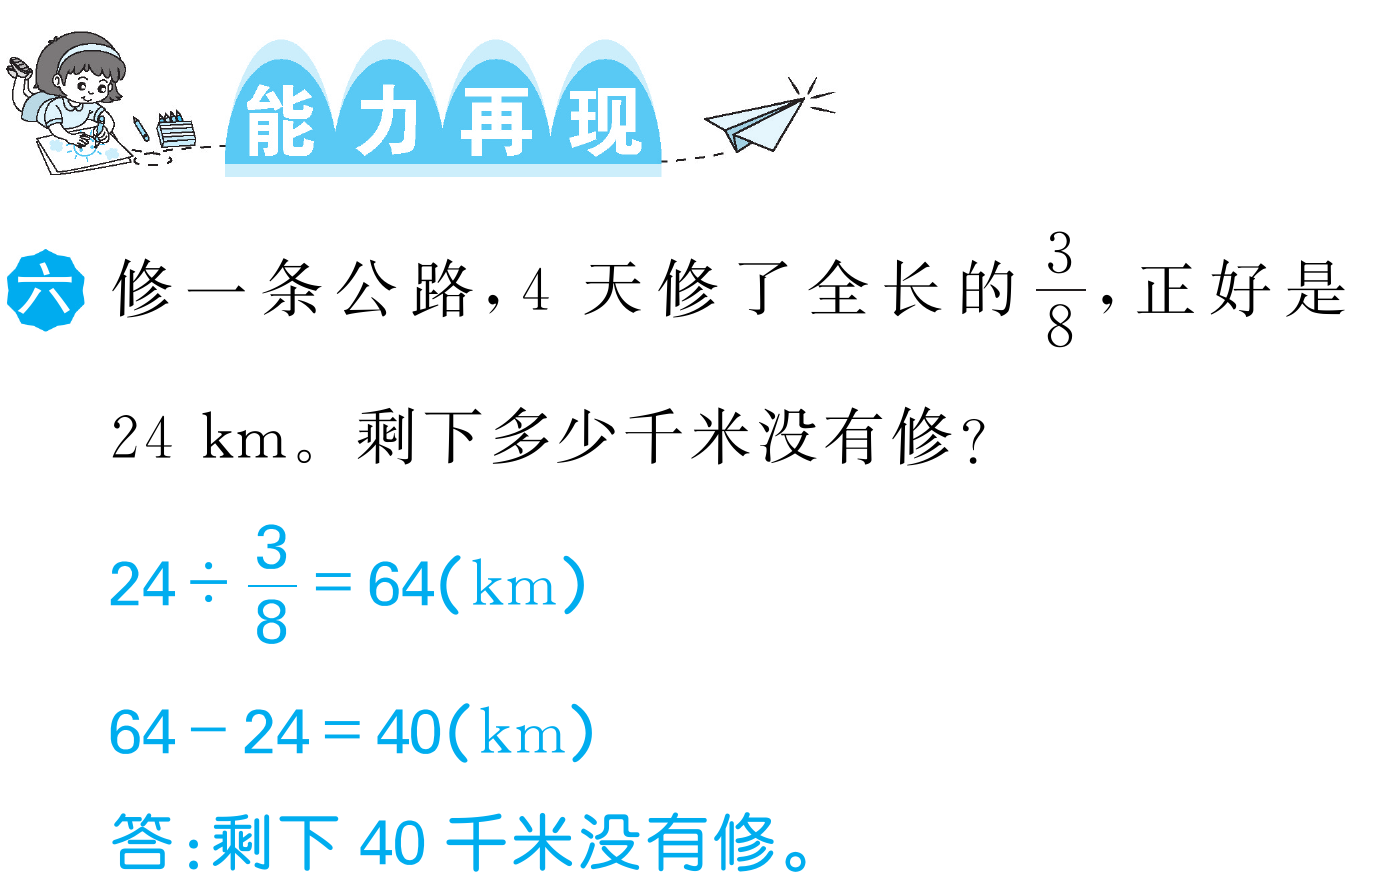 能力再现
六 修一条公路,4 天修了全长的 3/8,正好是
24 km。剩下多少千米没有修?
24÷3/8=64(km)
64-24=40(km)
答:剩下 40 千米没有修。